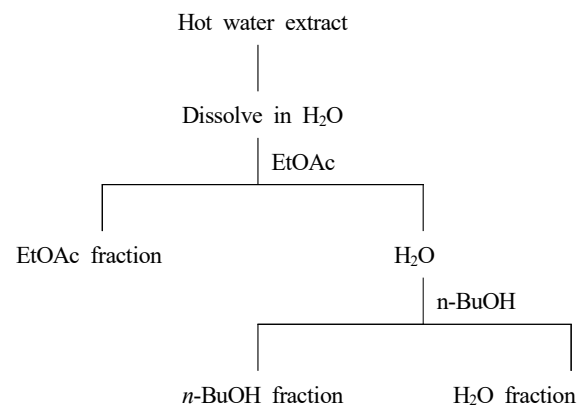 Hot water extract
Dissolve in H₂O
EtOAc
EtOAc fraction
H₂O
n-BuOH
n-BuOH fraction
H₂O fraction